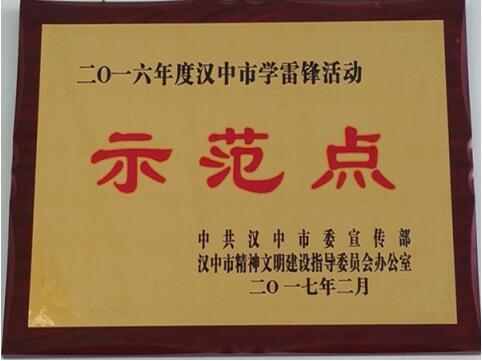 二〇一六年度汉中市学雷锋活动
示范点
中共汉中市委宣传部
汉中市精神文明建设指导委员会办公室
二〇一七年二月